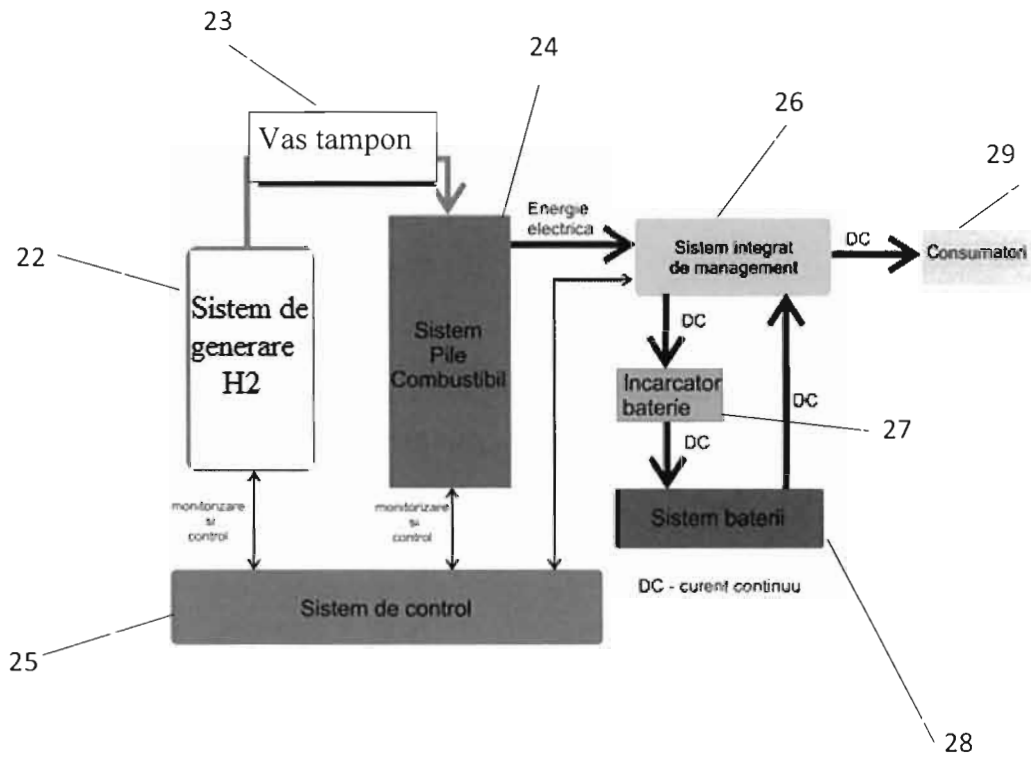 23
24
26
29
22
Vas tampon
Energie
electrica
Sistem integrat
de management
DC
Consumatori
Sistem de
generare
H2
Sistem
Pile
Combustibil
DC
Incarcator
baterie
DC
27
DC
monitorizare
si
control
monitorizare
si
control
Sistem baterii
Sistem de control
DC - curent continuu
25
28